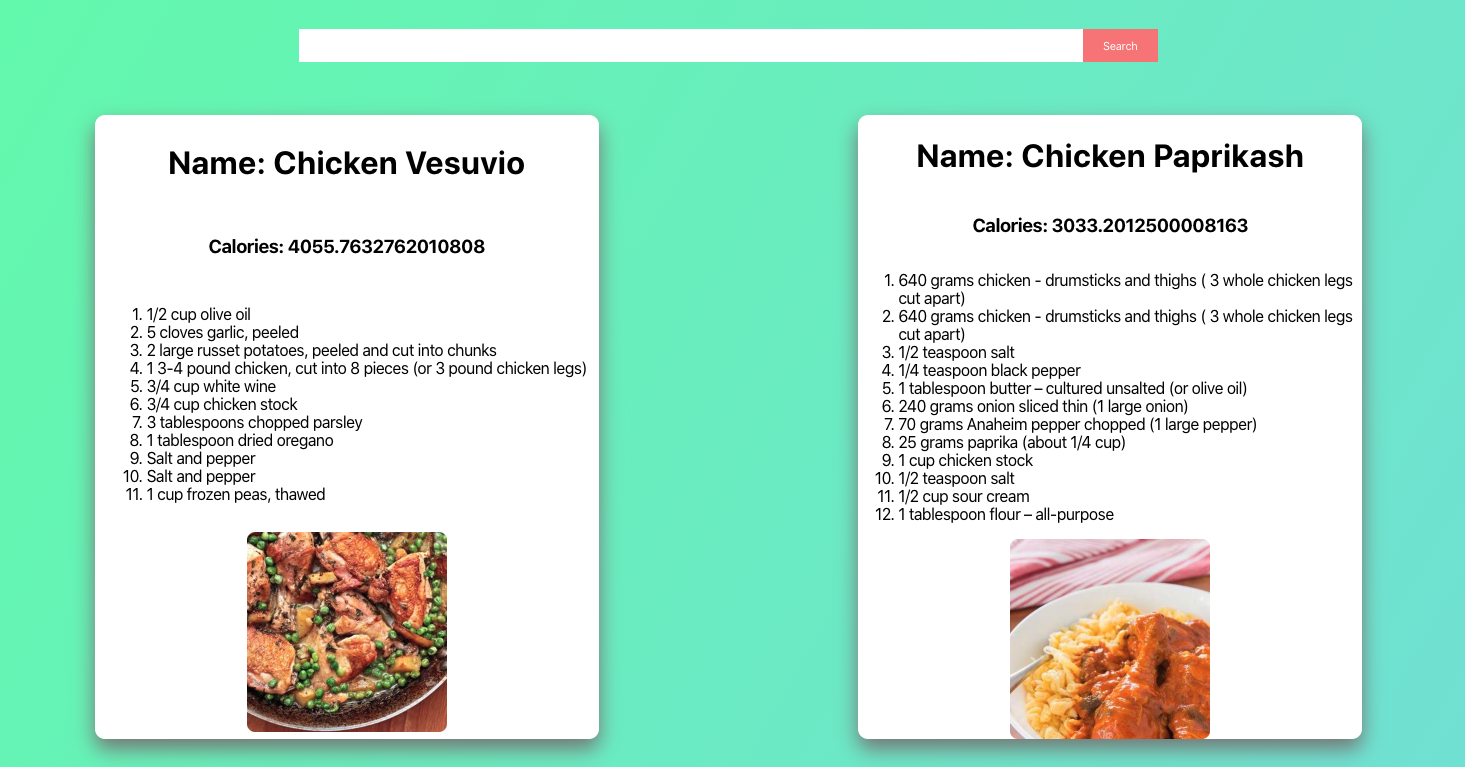 Search
Name: Chicken Vesuvio
Calories: 4055.7632762010808
1. 1/2 cup olive oil
2. 5 cloves garlic, peeled
3. 2 large russet potatoes, peeled and cut into chunks
4. 1 3-4 pound chicken, cut into 8 pieces (or 3 pound chicken legs)
5. 3/4 cup white wine
6. 3/4 cup chicken stock
7. 3 tablespoons chopped parsley
8. 1 tablespoon dried oregano
9. Salt and pepper
10. Salt and pepper
11. 1 cup frozen peas, thawed
Name: Chicken Paprikash
Calories: 3033.2012500008163
1. 640 grams chicken - drumsticks and thighs ( 3 whole chicken legs
cut apart)
2. 640 grams chicken - drumsticks and thighs ( 3 whole chicken legs
cut apart)
3. 1/2 teaspoon salt
4. 1/4 teaspoon black pepper
5. 1 tablespoon butter – cultured unsalted (or olive oil)
6. 240 grams onion sliced thin (1 large onion)
7. 70 grams Anaheim pepper chopped (1 large pepper)
8. 25 grams paprika (about 1/4 cup)
9. 1 cup chicken stock
10. 1/2 teaspoon salt
11. 1/2 cup sour cream
12. 1 tablespoon flour – all-purpose